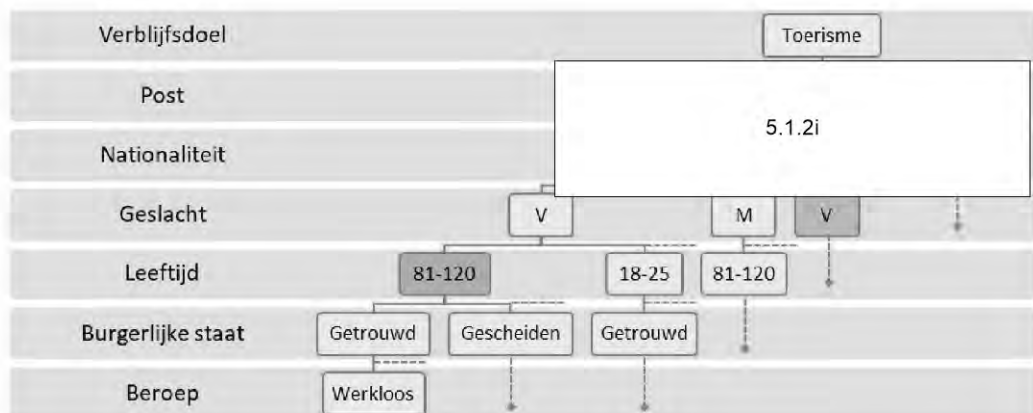 Verblijfsdoel Toerisme
Post
5.1.2i
Nationaliteit
Geslacht V M V
Leeftijd 81-120 18-25 81-120
Burgerlijke staat Getrouwd Gescheiden Getrouwd
Beroep Werkloos